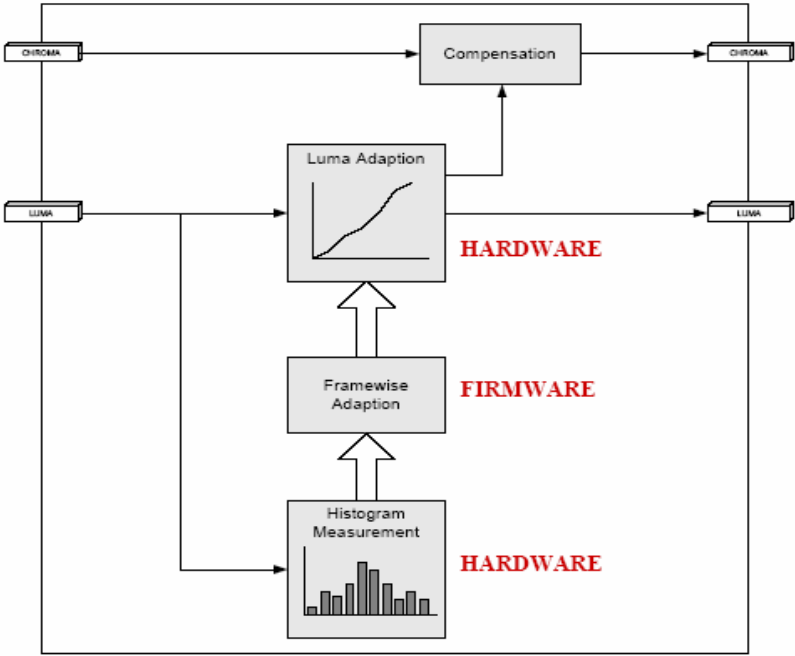 CHROMA
Compensation
CHROMA
Luma Adaption
LUMA
LUMA
HARDWARE
Framewise
Adaption
FIRMWARE
Histogram
Measurement
HARDWARE